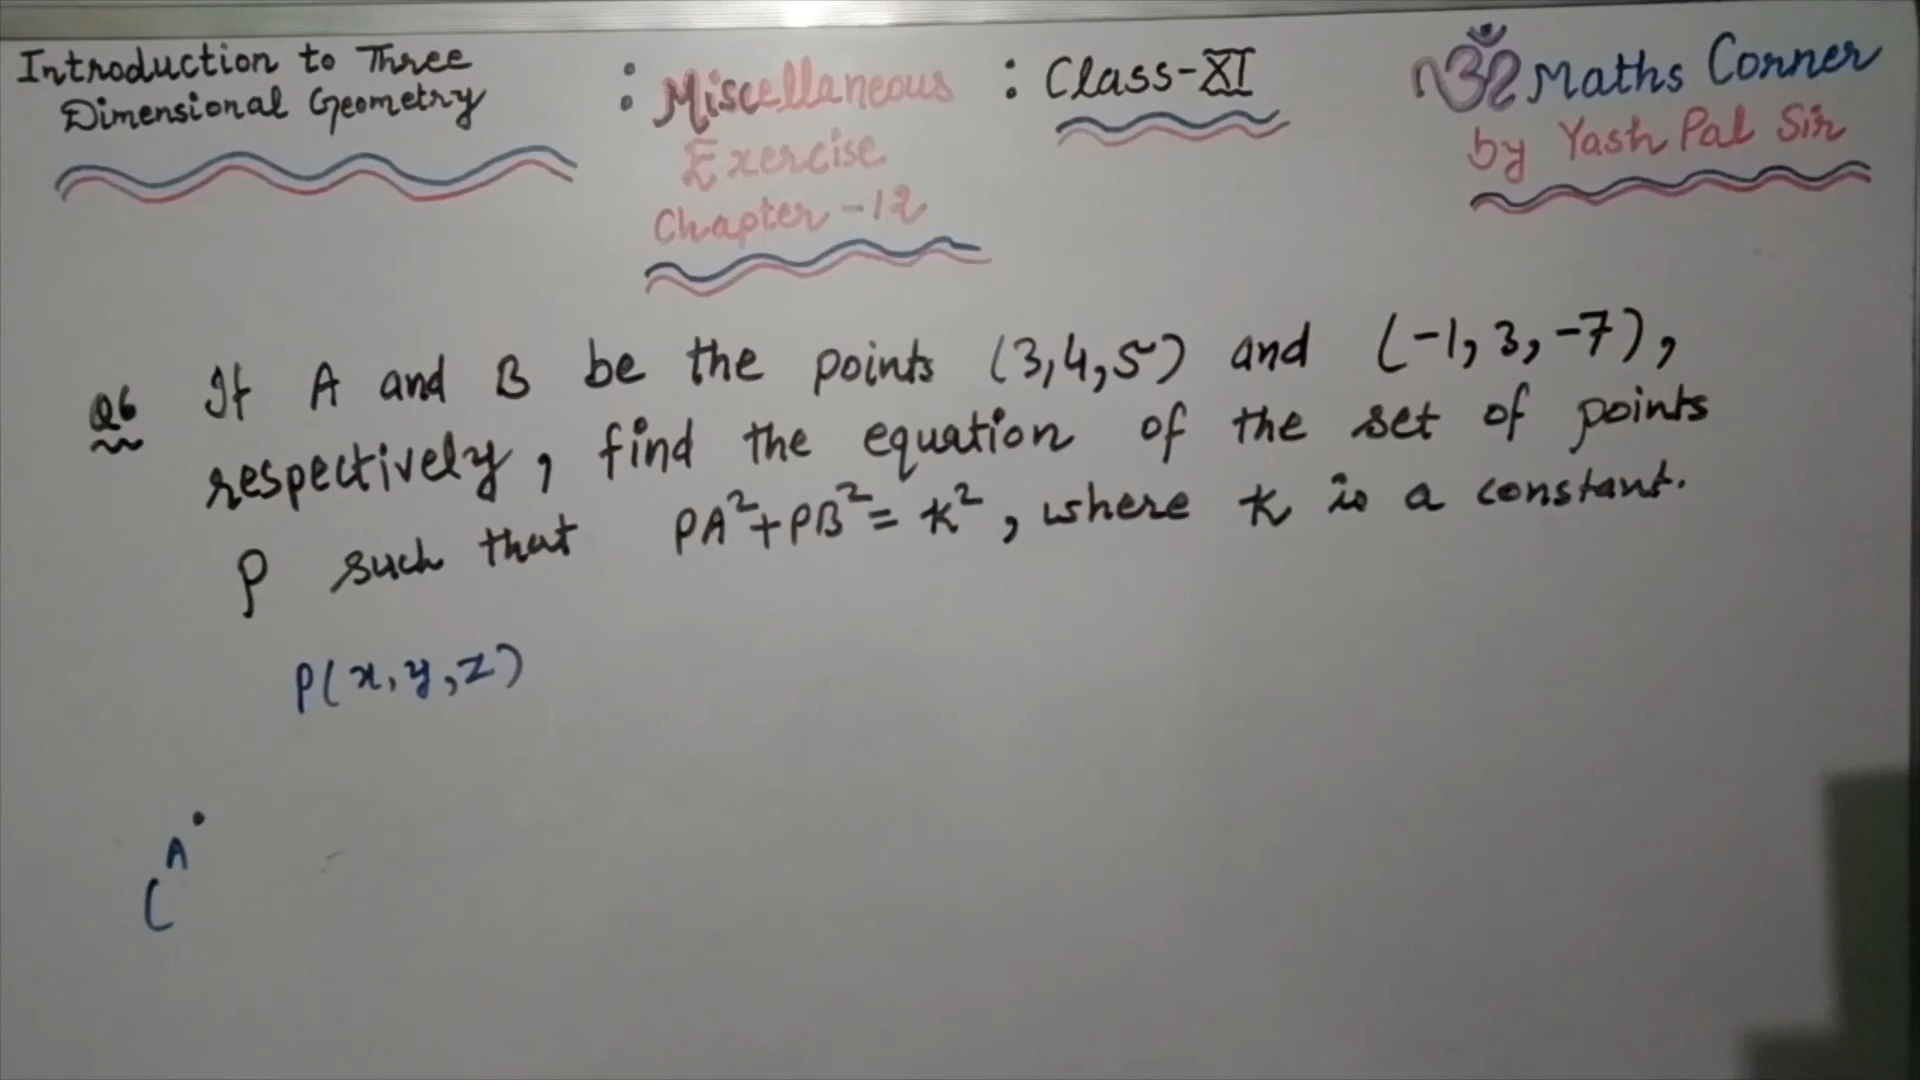 Introduction to Three
Dimensional Geometry
: Miscellaneous
Exercise
Chapter-12
: Class-XI
ॐ Maths Corner
by Yash Pal Sir
Q6 If A and B be the points (3,4,5) and (-1,3,-7),
respectively, find the equation of the set of points
P such that PA²+PB²=K², where K is a constant.
P(x,y,z)
A
(